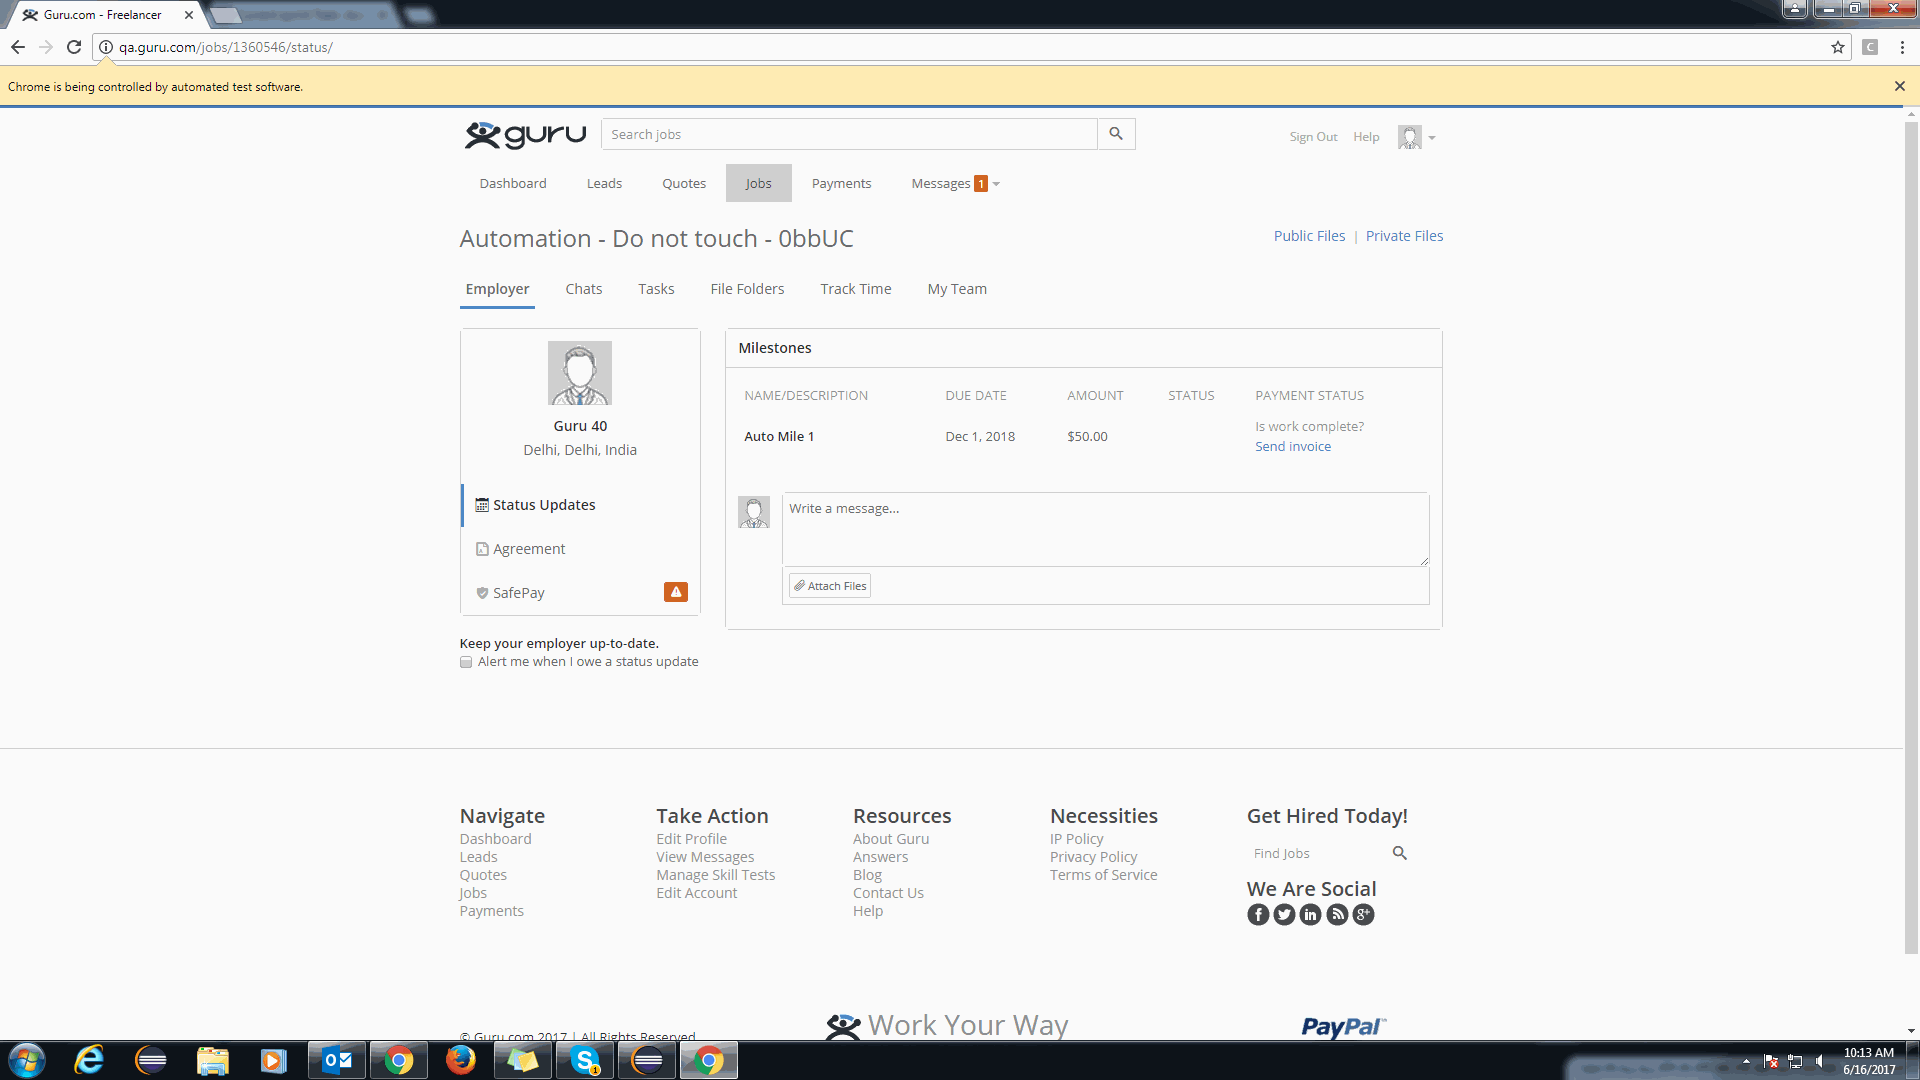 Guru.com - Freelancer
qa.guru.com/jobs/1360546/status/
C
Chrome is being controlled by automated test software.
guru
Search jobs
Sign Out Help
Dashboard Leads Quotes Jobs Payments Messages 1
Automation - Do not touch - 0bbUC
Public Files | Private Files
Employer Chats Tasks File Folders Track Time My Team
Guru 40
Delhi, Delhi, India
Status Updates
Agreement
SafePay
Keep your employer up-to-date.
Alert me when I owe a status update
Milestones
NAME/DESCRIPTION DUE DATE AMOUNT STATUS PAYMENT STATUS
Auto Mile 1 Dec 1, 2018 $50.00 Is work complete?
Send invoice
Write a message...
Attach Files
Navigate
Dashboard
Leads
Quotes
Jobs
Payments
Take Action
Edit Profile
View Messages
Manage Skill Tests
Edit Account
Resources
About Guru
Answers
Blog
Contact Us
Help
Necessities
IP Policy
Privacy Policy
Terms of Service
Get Hired Today!
Find Jobs
We Are Social
© Guru.com 2017 | All Rights Reserved
Work Your Way
PayPal
10:13 AM
6/16/2017